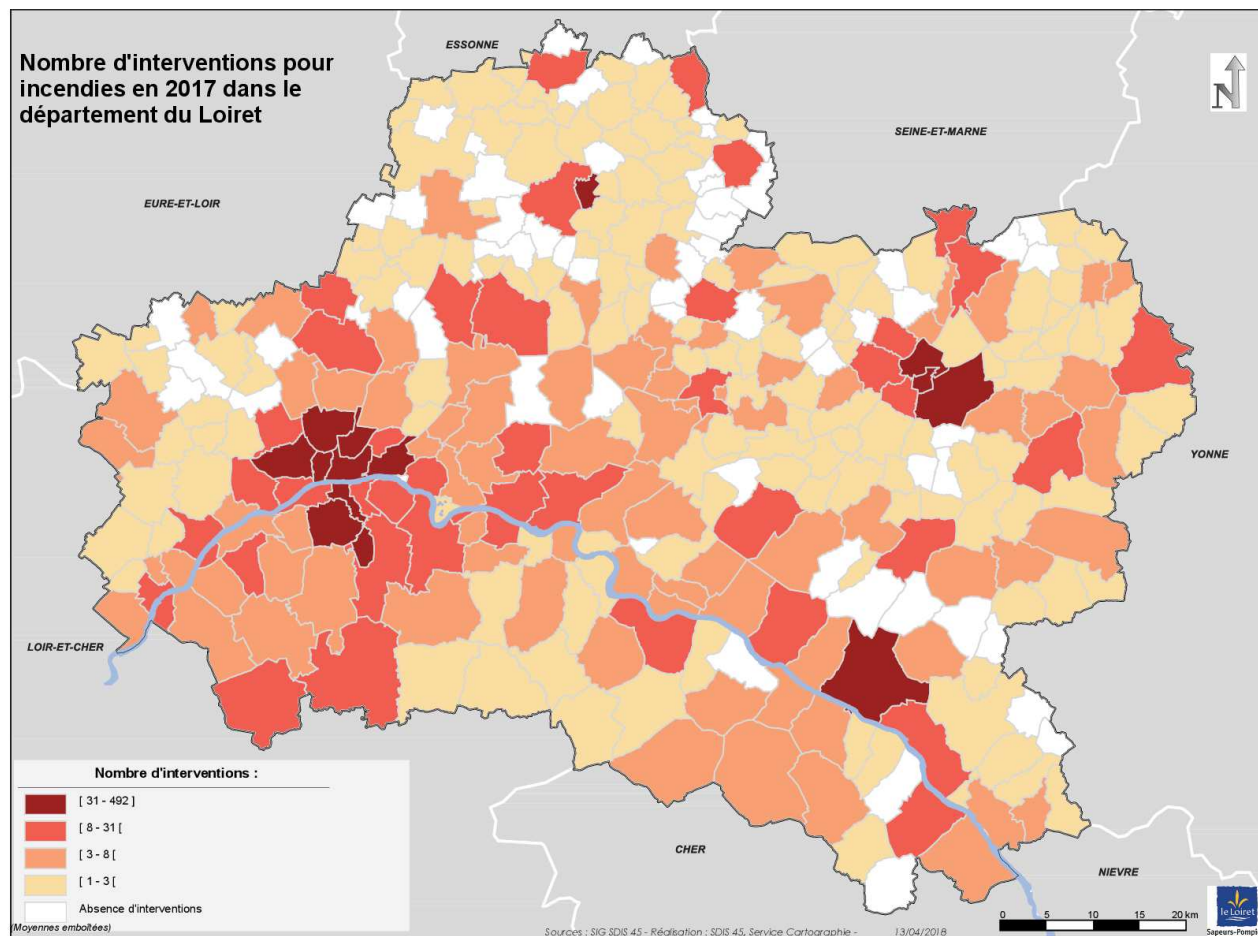 Nombre d'interventions pour
incendies en 2017 dans le
département du Loiret
ESSONNE
N
SEINE-ET-MARNE
EURE-ET-LOIR
YONNE
LOIR-ET-CHER
CHER
NIEVRE
Nombre d'interventions :
[ 31 - 492 ]
[ 8 - 31 [
[ 3 - 8 [
[ 1 - 3 [
Absence d'interventions
(Moyennes emboîtées)
Sources : SIG SDIS 45 - Réalisation : SDIS 45, Service Cartographie - 13/04/2018
0 5 10 15 20 km
le Loiret